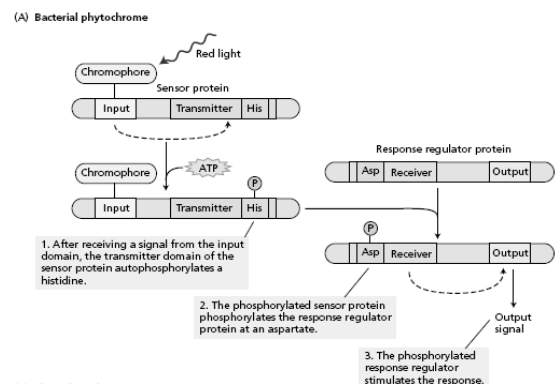 (A) Bacterial phytochrome
Red light
Chromophore
Sensor protein
Input Transmitter His
ATP
Chromophore
P
Input Transmitter His
Response regulator protein
Asp Receiver Output
P
Asp Receiver Output
1. After receiving a signal from the input
domain, the transmitter domain of the
sensor protein autophosphorylates a
histidine.
2. The phosphorylated sensor protein
phosphorylates the response regulator
protein at an aspartate.
Output
signal
3. The phosphorylated
response regulator
stimulates the response.